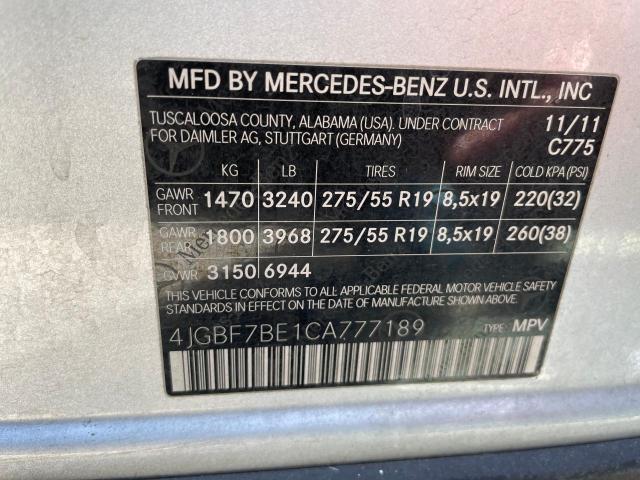 MFD BY MERCEDES-BENZ U.S. INTL., INC
TUSCALOOSA COUNTY, ALABAMA (USA). UNDER CONTRACT 11/11
FOR DAIMLER AG, STUTTGART (GERMANY) C775
KG LB TIRES RIM SIZE COLD KPA (PSI)
GAWR FRONT 1470 3240 275/55 R19 8,5x19 220(32)
GAWR REAR 1800 3968 275/55 R19 8,5x19 260(38)
GVWR 3150 6944
THIS VEHICLE CONFORMS TO ALL APPLICABLE FEDERAL MOTOR VEHICLE SAFETY
STANDARDS IN EFFECT ON THE DATE OF MANUFACTURE SHOWN ABOVE.
4JGBF7BE1CA777189 TYPE: MPV